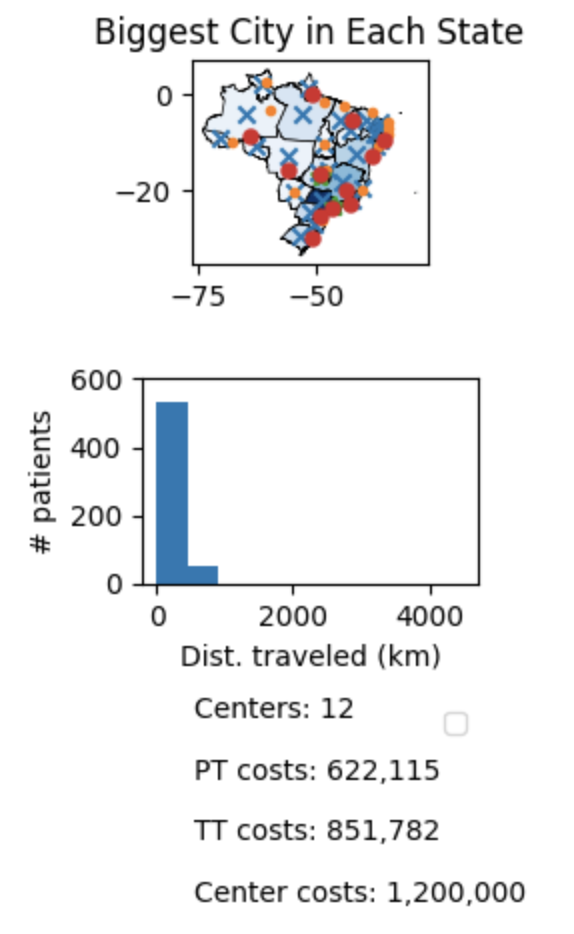 Biggest City in Each State
0
−20
−75 −50
600
400
200
0
# patients
0 2000 4000
Dist. traveled (km)
Centers: 12
PT costs: 622,115
TT costs: 851,782
Center costs: 1,200,000